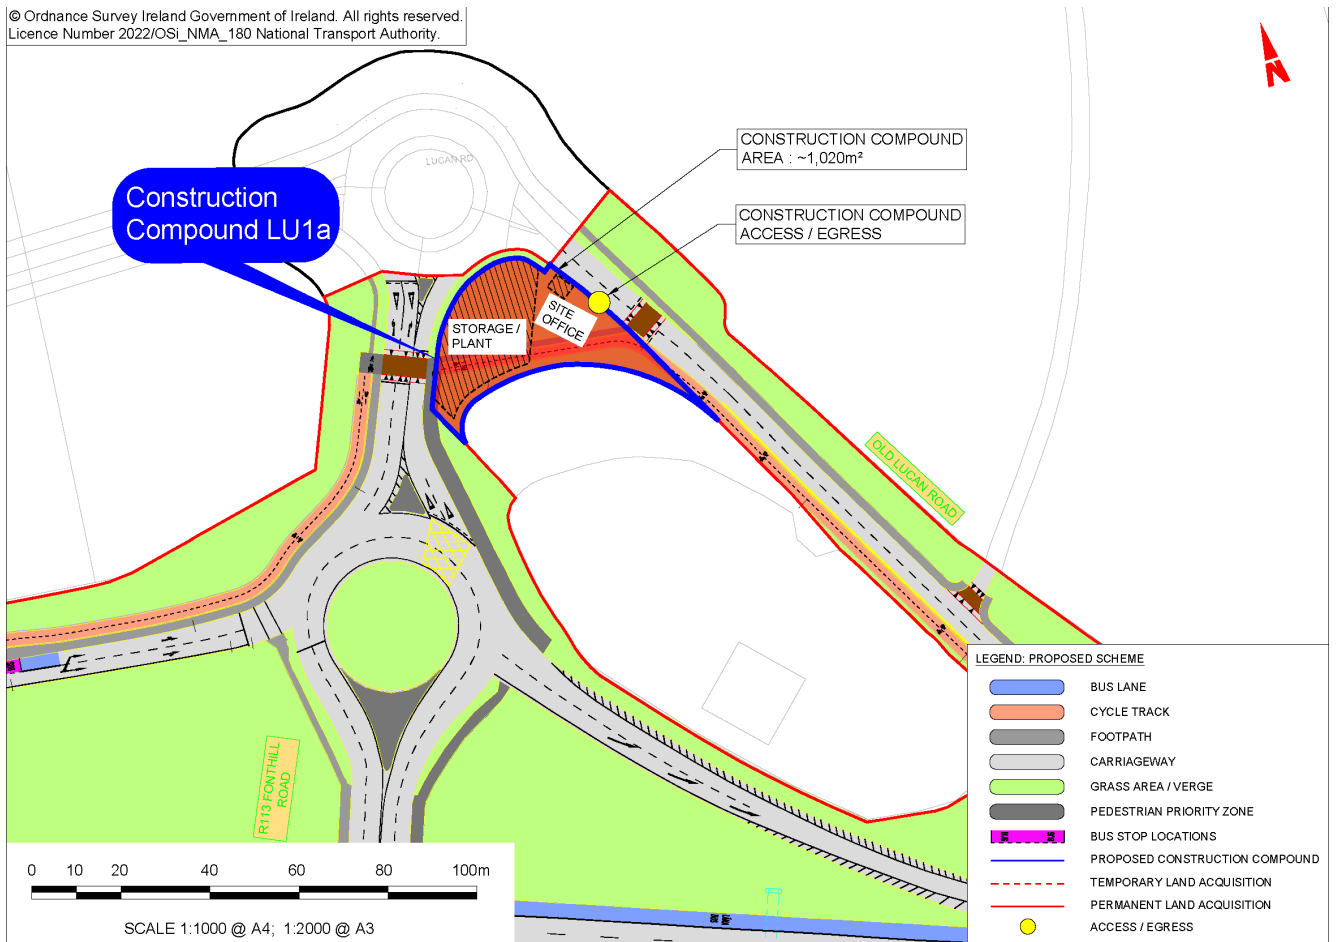 © Ordnance Survey Ireland Government of Ireland. All rights reserved.
Licence Number 2022/OSi_NMA_180 National Transport Authority.
N
CONSTRUCTION COMPOUND
AREA : ~1,020m²
LUCAN RD
Construction
Compound LU1a
CONSTRUCTION COMPOUND
ACCESS / EGRESS
SITE
OFFICE
STORAGE /
PLANT
OLD LUCAN ROAD
R113 FONTHILL
ROAD
LEGEND: PROPOSED SCHEME
BUS LANE
CYCLE TRACK
FOOTPATH
CARRIAGEWAY
GRASS AREA / VERGE
PEDESTRIAN PRIORITY ZONE
BUS STOP LOCATIONS
PROPOSED CONSTRUCTION COMPOUND
TEMPORARY LAND ACQUISITION
PERMANENT LAND ACQUISITION
ACCESS / EGRESS
0 10 20 40 60 80 100m
SCALE 1:1000 @ A4; 1:2000 @ A3